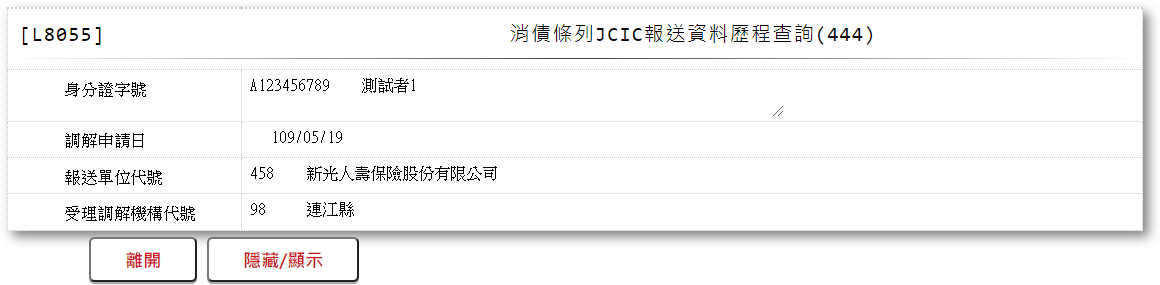 [L8055] 消債條列JCIC報送資料歷程查詢(444)
身分證字號 A123456789 測試者1
調解申請日 109/05/19
報送單位代號 458 新光人壽保險股份有限公司
受理調解機構代號 98 連江縣
離開 隱藏/顯示